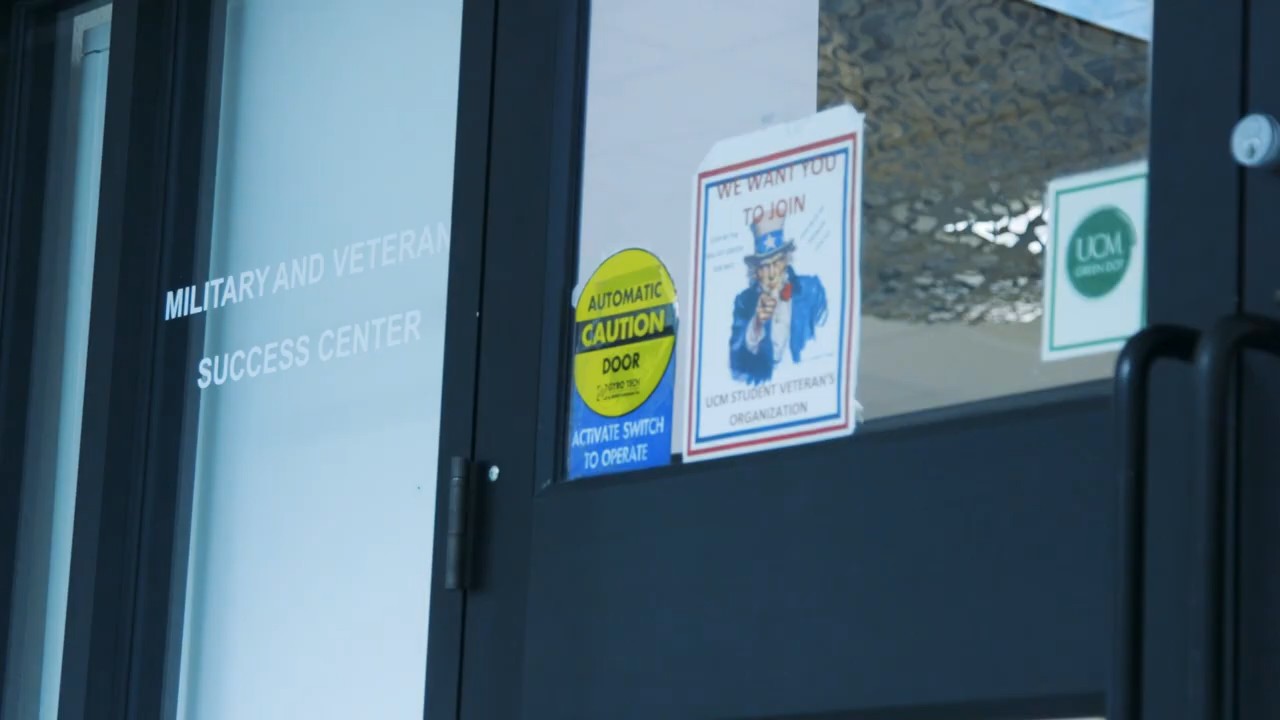 MILITARY AND VETERAN
SUCCESS CENTER
AUTOMATIC
CAUTION
DOOR
ACTIVATE SWITCH
TO OPERATE
WE WANT YOU
TO JOIN
UCM STUDENT VETERAN'S
ORGANIZATION
UCM
GREEN DOT